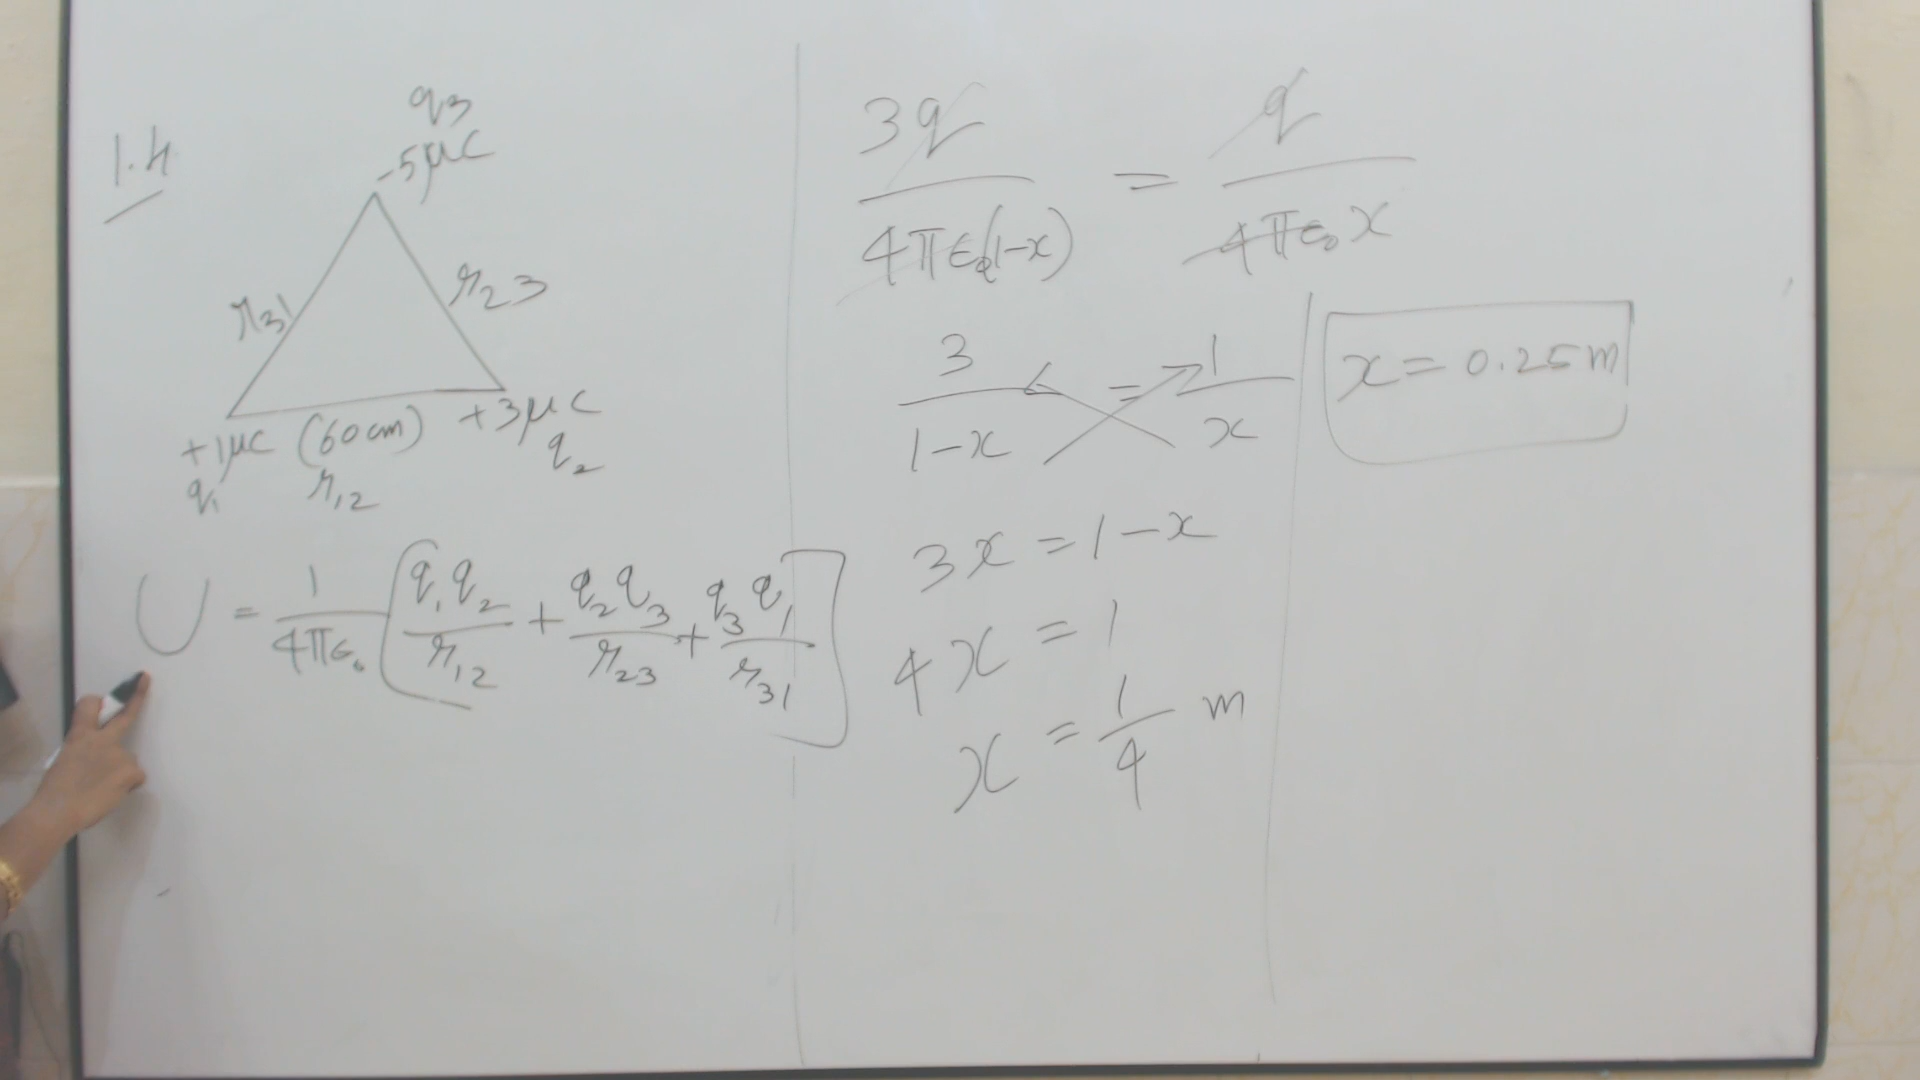 1.4
q3
-5μC
r31
r23
+1μC (60cm) +3μC
q1 r12 q2
U = 1/4πε₀ [q1q2/r12 + q2q3/r23 + q3q1/r31]
3q/4πε₀(1-x) = q/4πε₀x
3/1-x = 1/x
3x = 1-x
4x = 1
x = 1/4 m
x = 0.25m